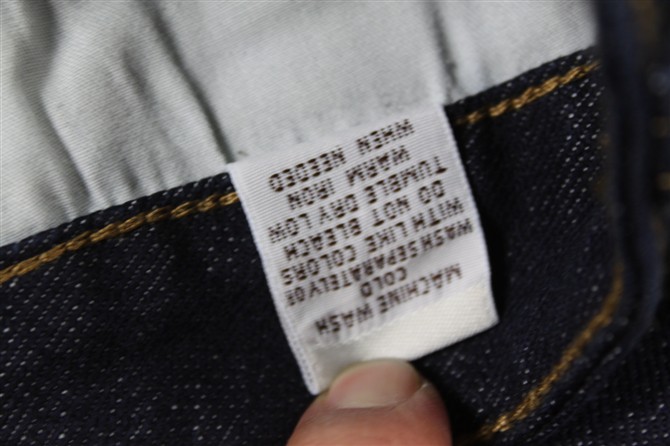 MACHINE WASH
COLD
WASH SEPARATELY OR
WITH LIKE COLORS
DO NOT BLEACH
TUMBLE DRY LOW
WARM IRON
WHEN NEEDED